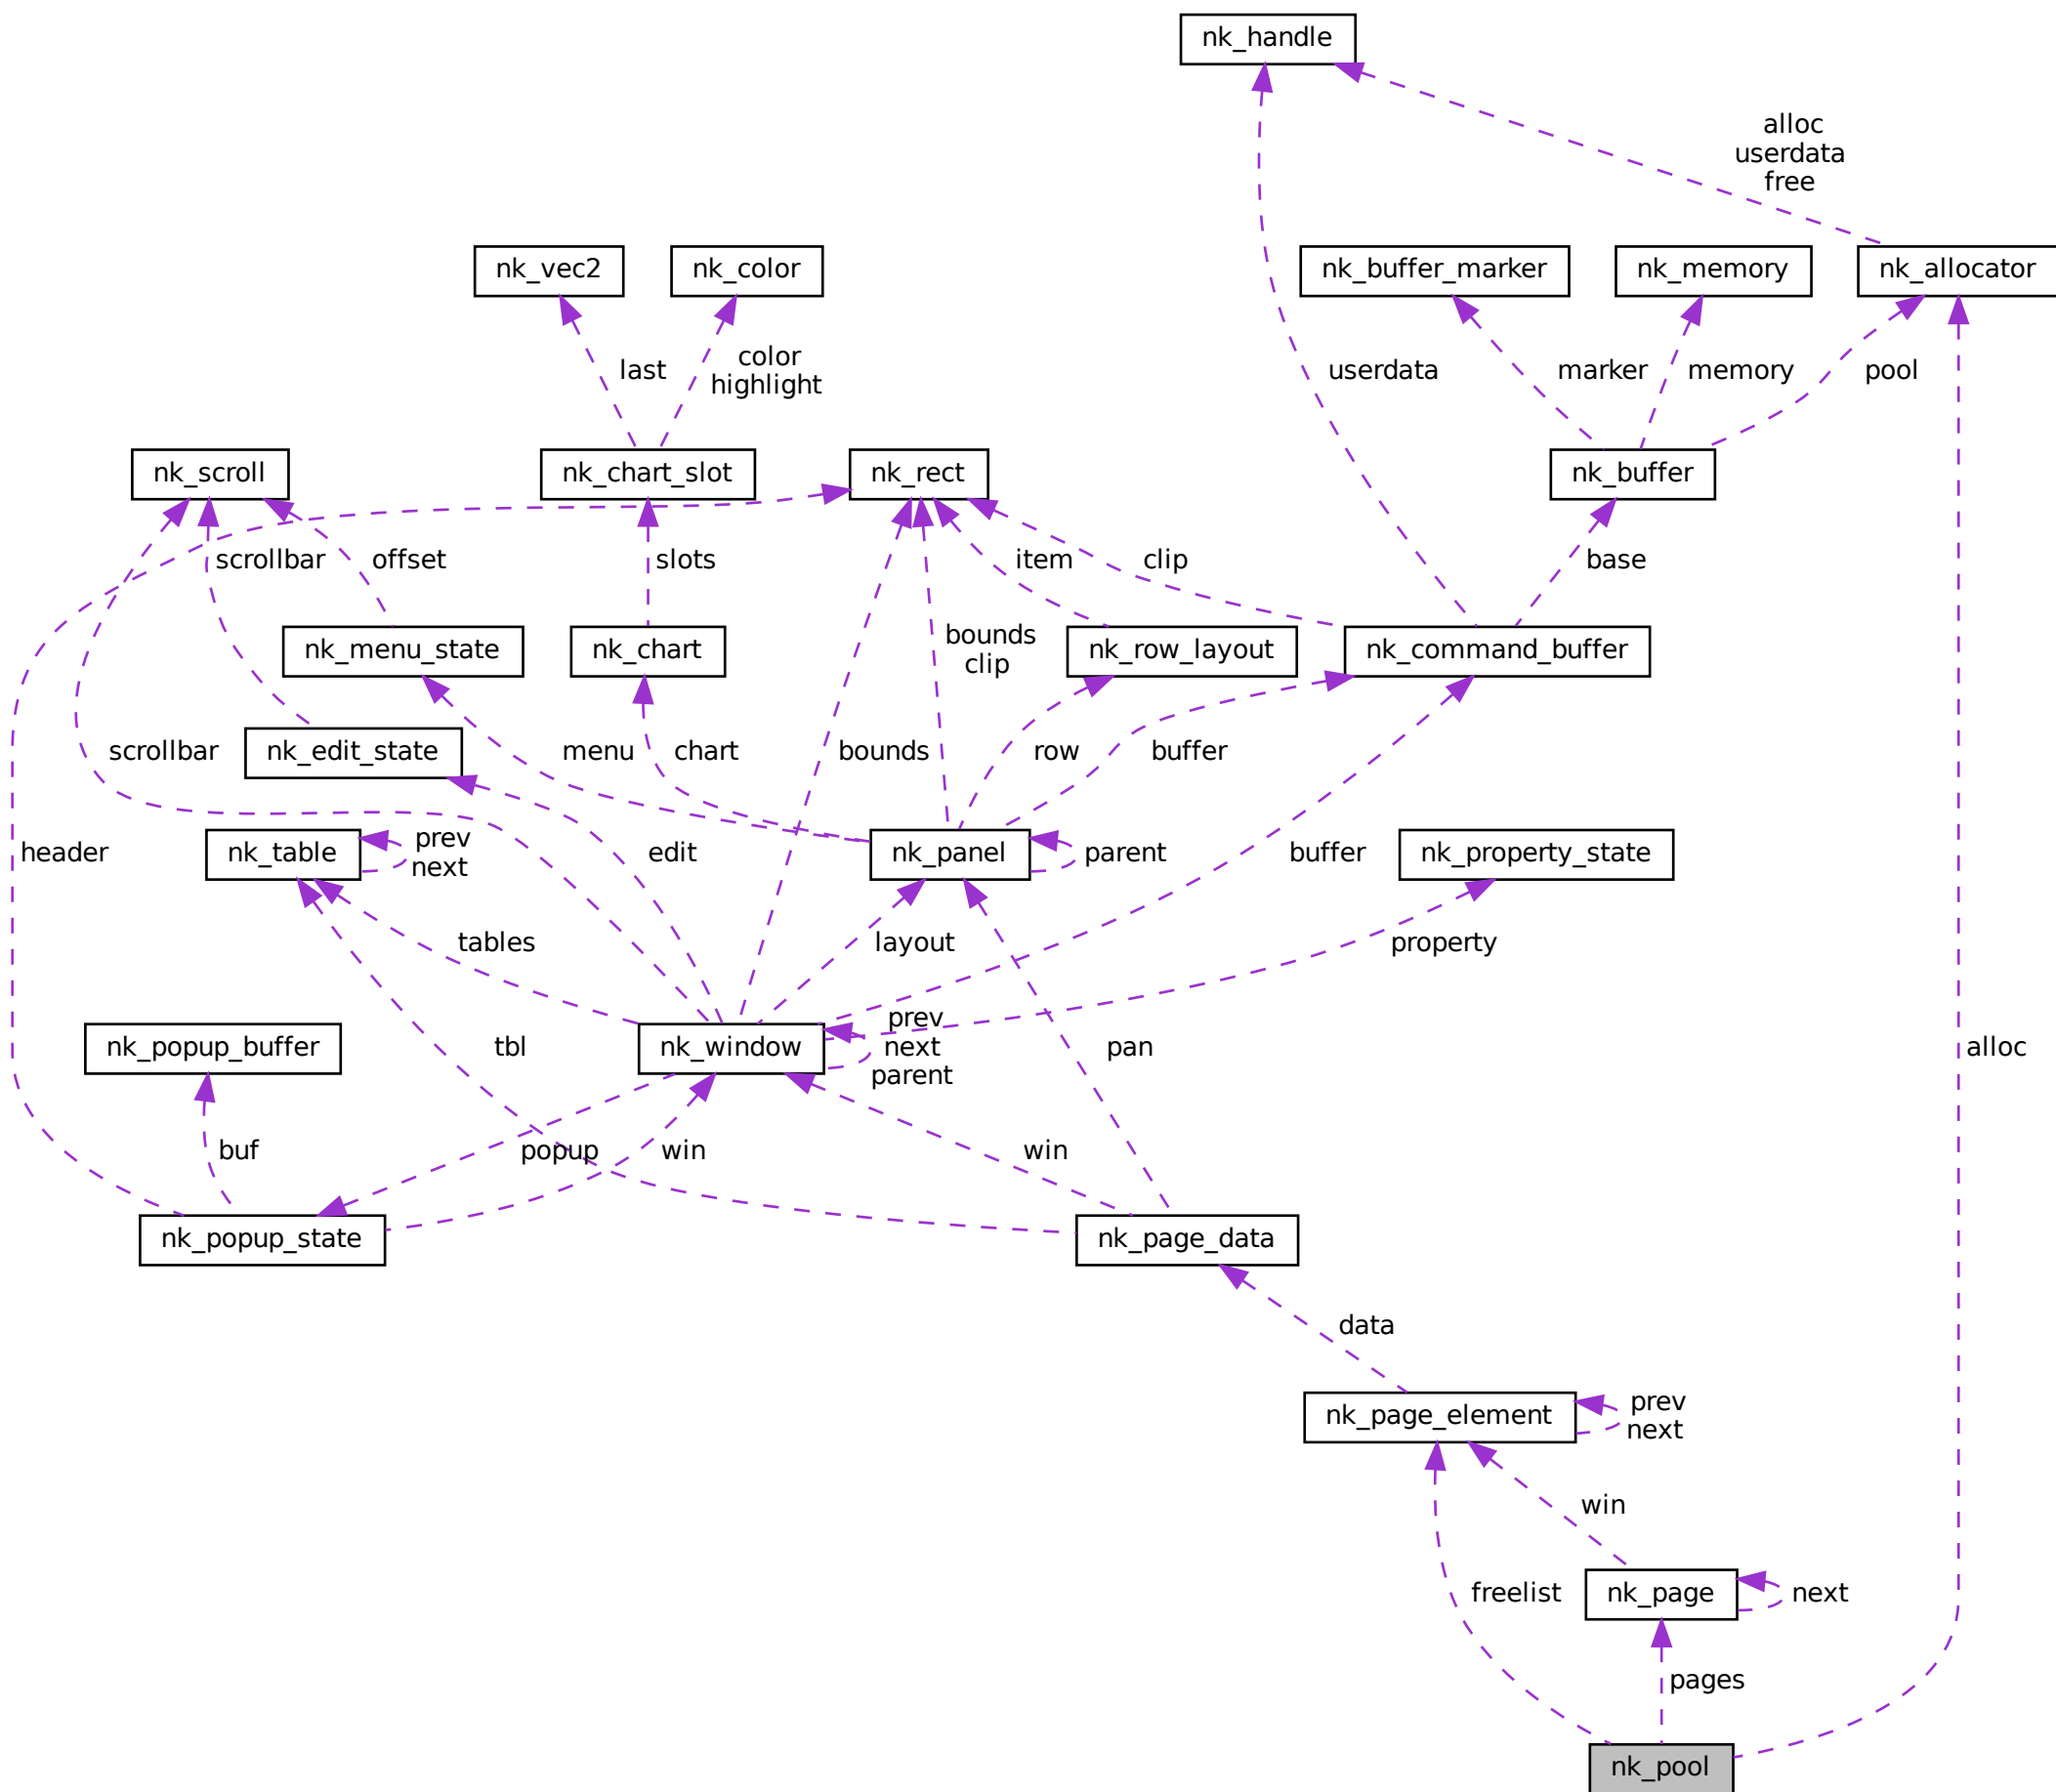 nk_handle
alloc
userdata
free
nk_vec2
nk_color
nk_buffer_marker
nk_memory
nk_allocator
last
color
highlight
userdata
marker
memory
pool
nk_scroll
nk_chart_slot
nk_rect
nk_buffer
scrollbar
offset
slots
item
clip
base
nk_menu_state
nk_chart
bounds
clip
nk_row_layout
nk_command_buffer
scrollbar
nk_edit_state
menu
chart
bounds
row
buffer
header
nk_table
prev
next
edit
nk_panel
parent
buffer
nk_property_state
tables
layout
property
nk_popup_buffer
tbl
nk_window
prev
next
parent
pan
alloc
buf
popup
win
win
nk_popup_state
nk_page_data
data
nk_page_element
prev
next
win
freelist
nk_page
next
pages
nk_pool